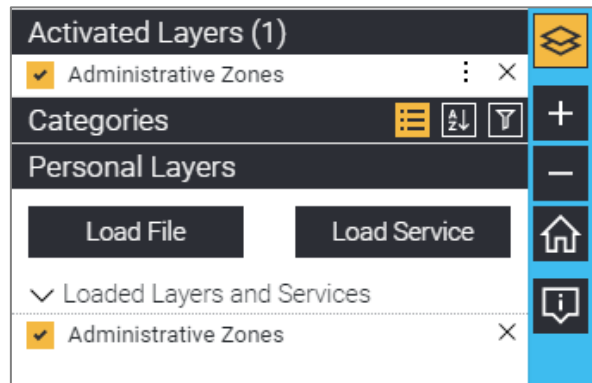 Activated Layers (1)
Administrative Zones
Categories
Personal Layers
Load File Load Service
Loaded Layers and Services
Administrative Zones